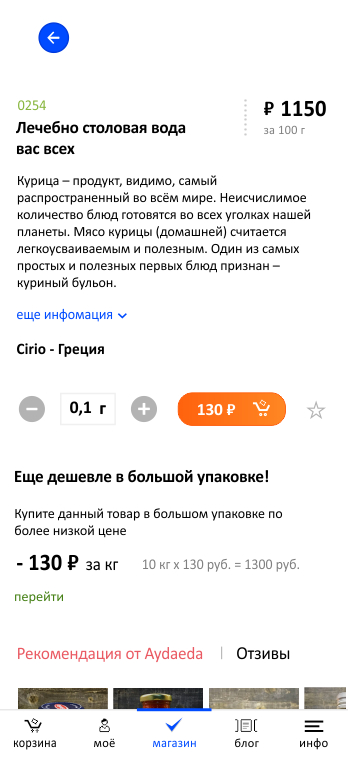 0254
₽ 1150
Лечебно столовая вода
вас всех
за 100 г
Курица – продукт, видимо, самый
распространенный во всём мире. Неисчислимое
количество блюд готовятся во всех уголках нашей
планеты. Мясо курицы (домашней) считается
легкоусваиваемым и полезным. Один из самых
простых и полезных первых блюд признан –
куриный бульон.
еще инфомация
Cirio - Греция
0,1 г
130 ₽
Еще дешевле в большой упаковке!
Купите данный товар в большом упаковке по
более низкой цене
- 130 ₽ за кг
10 кг х 130 руб. = 1300 руб.
перейти
Рекомендация от Aydaeda
Отзывы
корзина
моё
магазин
блог
инфо